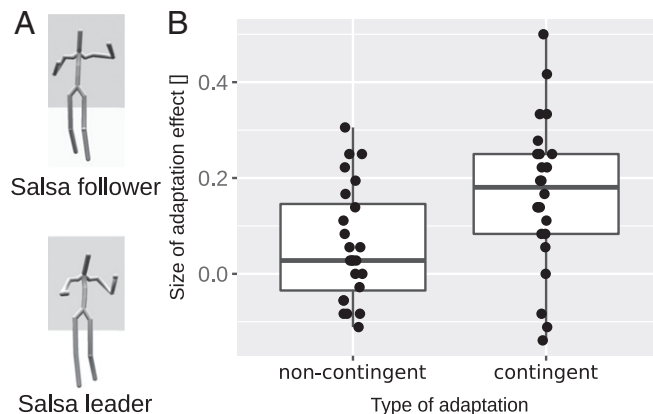 A
Salsa follower
Salsa leader
B
Size of adaptation effect []
0.4
0.2
0.0
non-contingent
contingent
Type of adaptation